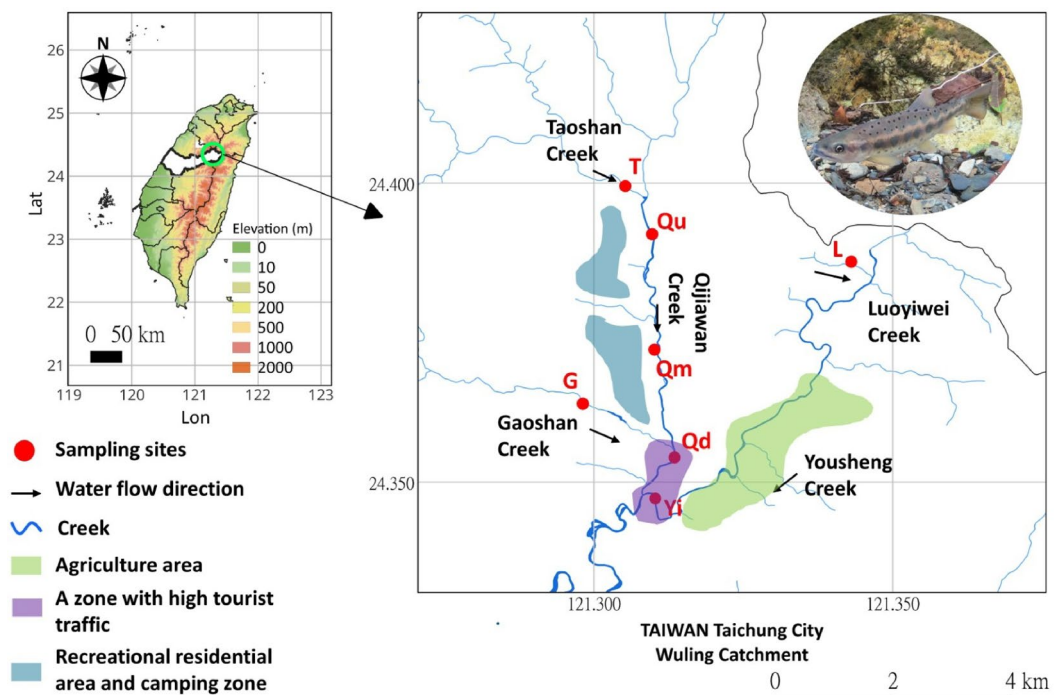 N
26
25
24
23
22
21
Lat
Elevation (m)
0
10
50
200
500
1000
2000
0 50 km
119 120 121 122 123
Lon
Sampling sites
Water flow direction
Creek
Agriculture area
A zone with high tourist
traffic
Recreational residential
area and camping zone
Taoshan
Creek
T
24.400
Qu
L
Qijiawan
Creek
Luoyiwei
Creek
Qm
G
Gaoshan
Creek
Qd
Yousheng
Creek
24.350
Yi
121.300
121.350
TAIWAN Taichung City
Wuling Catchment
0 2 4 km